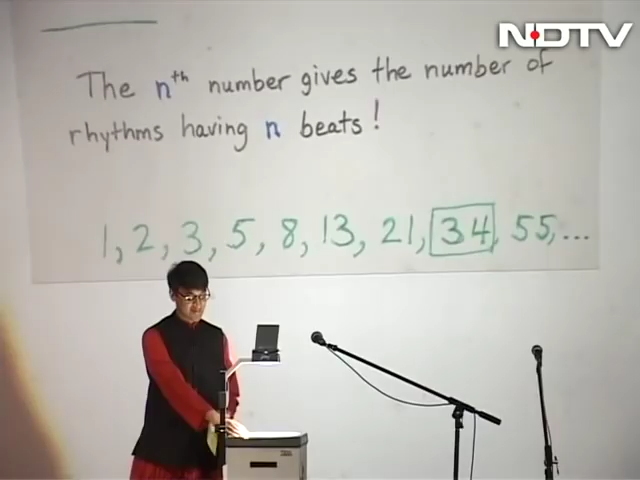 NDTV
The nth number gives the number of
rhythms having n beats!
1, 2, 3, 5, 8, 13, 21, 34, 55, ...